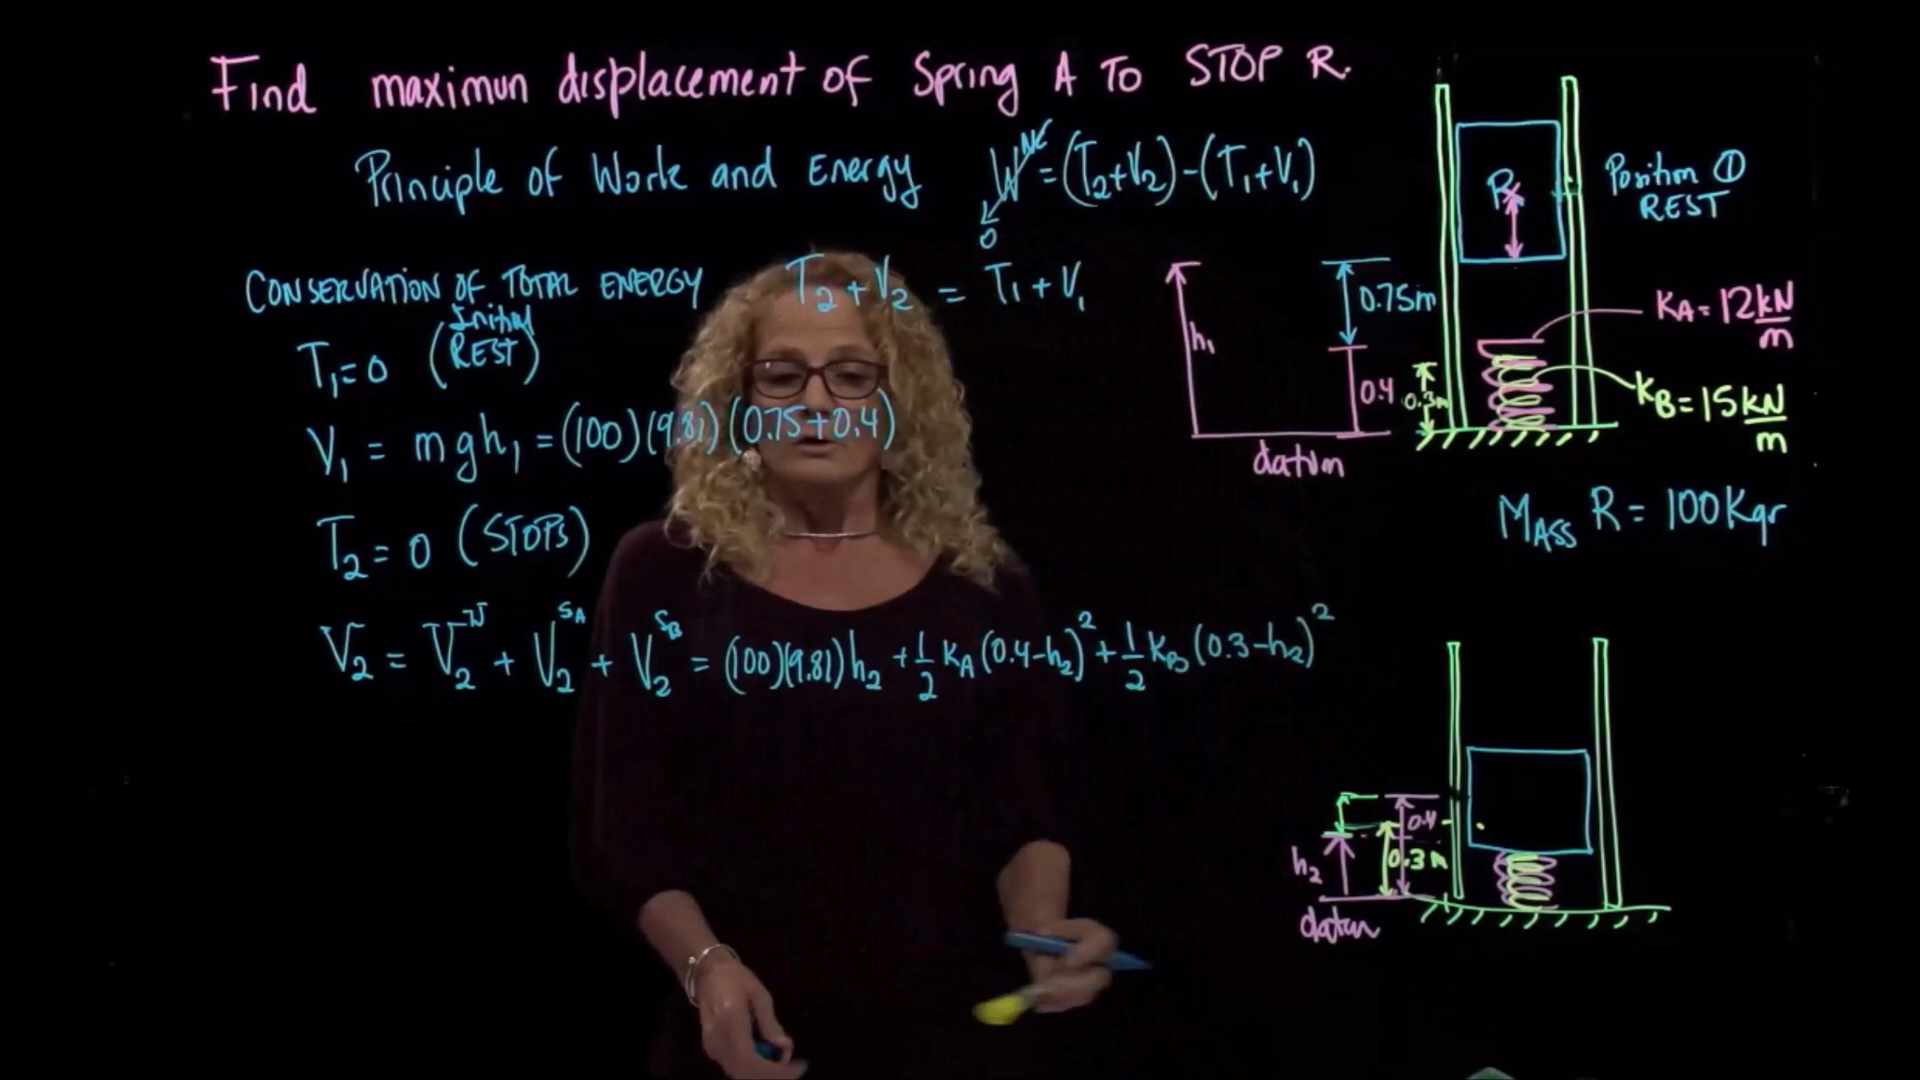 Find maximun displacement of Spring A To STOP R.
Principle of Work and Energy W^NC = (T2+V2)-(T1+V1)
0
CONSERVATION OF TOTAL ENERGY T2+V2 = T1+V1
T1=0 (Initial REST)
V1 = mgh1 = (100)(9.81)(0.75+0.4)
T2=0 (STOPS)
V2 = V2^W + V2^SA + V2^SB = (100)(9.81)h2 + 1/2 KA(0.4-h2)^2 + 1/2 KB(0.3-h2)^2
R
Position ①
REST
0.75m
h1
KA = 12 kN/m
0.4
0.3m
KB = 15 kN/m
datum
MASS R = 100Kgr
0.4
h2
0.3m
datum